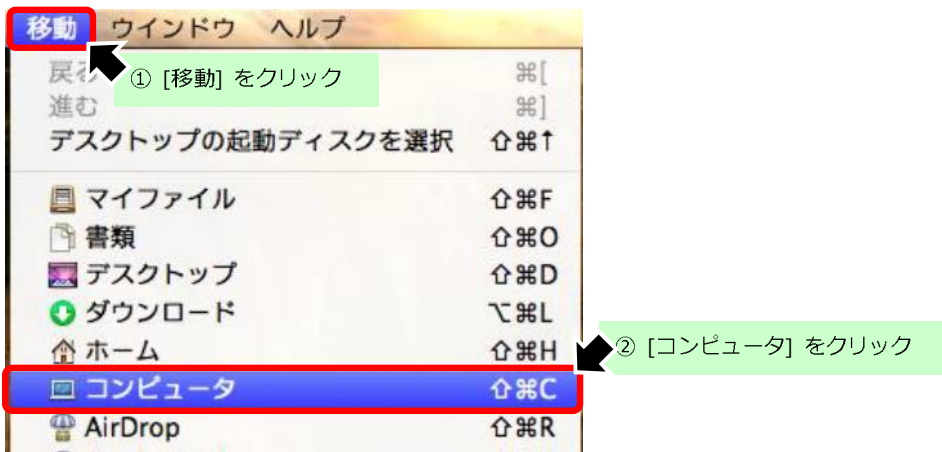 移動 ウインドウ ヘルプ
① [移動] をクリック
戻る ⌘[
進む ⌘]
デスクトップの起動ディスクを選択 ⇧⌘↑
マイファイル ⇧⌘F
書類 ⇧⌘O
デスクトップ ⇧⌘D
ダウンロード ⌥⌘L
ホーム ⇧⌘H
② [コンピュータ] をクリック
コンピュータ ⇧⌘C
AirDrop ⇧⌘R